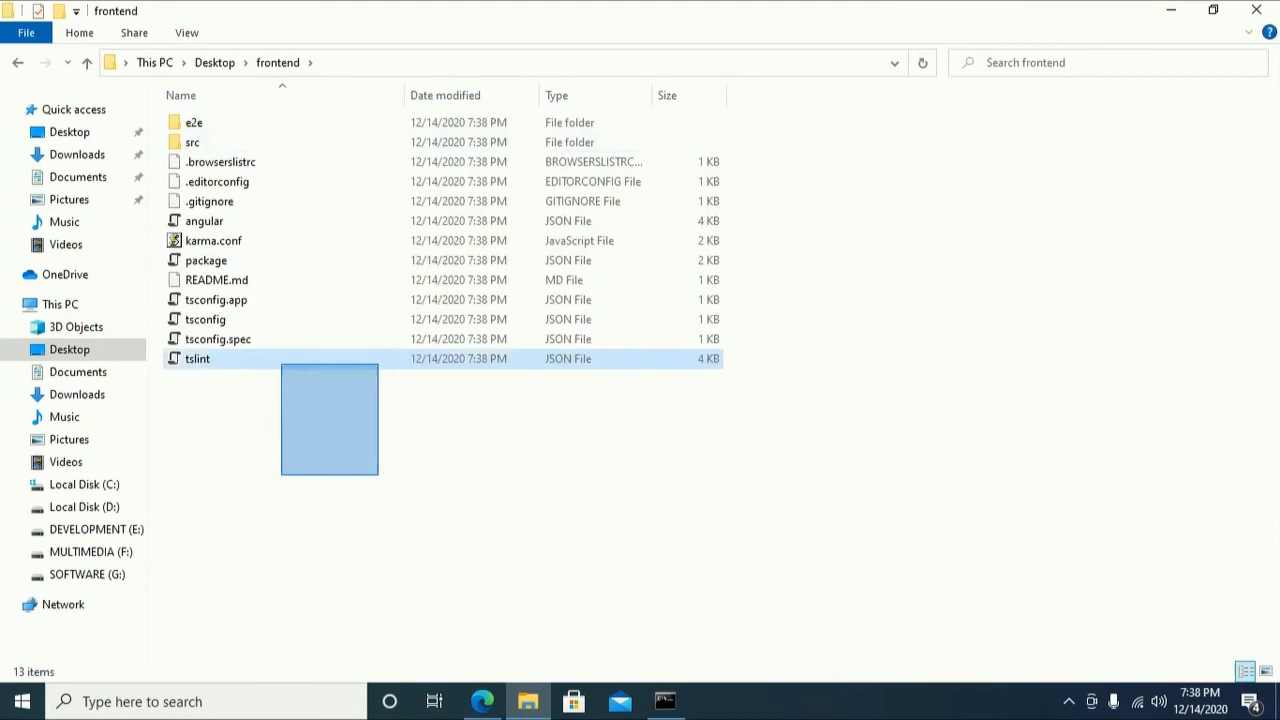 frontend
File Home Share View
This PC Desktop frontend Search frontend
Name Date modified Type Size
Quick access
Desktop
Downloads
Documents
Pictures
Music
Videos
OneDrive
This PC
3D Objects
Desktop
Documents
Downloads
Music
Pictures
Videos
Local Disk (C:)
Local Disk (D:)
DEVELOPMENT (E:)
MULTIMEDIA (F:)
SOFTWARE (G:)
Network
e2e 12/14/2020 7:38 PM File folder
src 12/14/2020 7:38 PM File folder
.browserslistrc 12/14/2020 7:38 PM BROWSERSLISTRC... 1 KB
.editorconfig 12/14/2020 7:38 PM EDITORCONFIG File 1 KB
.gitignore 12/14/2020 7:38 PM GITIGNORE File 1 KB
angular 12/14/2020 7:38 PM JSON File 4 KB
karma.conf 12/14/2020 7:38 PM JavaScript File 2 KB
package 12/14/2020 7:38 PM JSON File 2 KB
README.md 12/14/2020 7:38 PM MD File 1 KB
tsconfig.app 12/14/2020 7:38 PM JSON File 1 KB
tsconfig 12/14/2020 7:38 PM JSON File 1 KB
tsconfig.spec 12/14/2020 7:38 PM JSON File 1 KB
tslint 12/14/2020 7:38 PM JSON File 4 KB
13 items
Type here to search
7:38 PM
12/14/2020
4